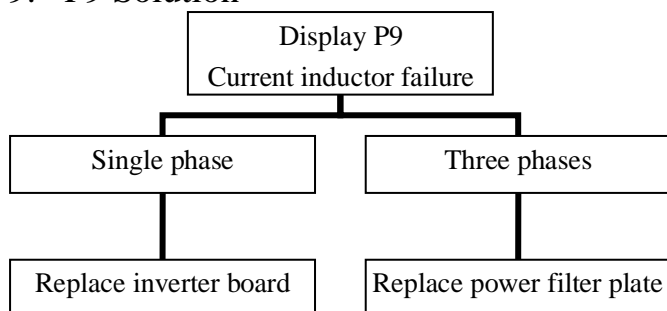 9. P9 Solution
Display P9
Current inductor failure
Single phase
Three phases
Replace inverter board
Replace power filter plate